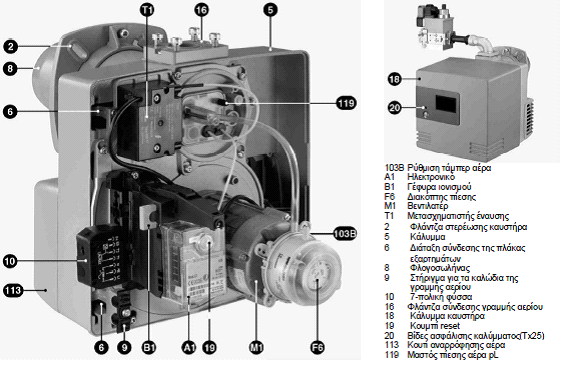 T1
16
5
2
8
6
119
18
20
103B
10
113
6
9
B1
A1
19
M1
F6
103B Ρύθμιση τάμπερ αέρα
A1 Ηλεκτρονικό
B1 Γέφυρα ιονισμού
F6 Διακόπτης πίεσης
M1 Βεντιλατέρ
T1 Μετασχηματιστής έναυσης
2 Φλάντζα στερέωσης καυστήρα
5 Κάλυμμα
6 Διάταξη σύνδεσης της πλάκας
εξαρτημάτων
8 Φλογοσωλήνας
9 Στήριγμα για τα καλώδια της
γραμμής αερίου
10 7-πολική φύσσα
16 Φλάντζα σύνδεσης γραμμής αερίου
18 Κάλυμμα καυστήρα
19 Κουμπί reset
20 Βίδες ασφάλισης καλύμματος(Tx25)
113 Κουτί αναρρόφησης αέρα
119 Μαστός πίεσης αέρα pL